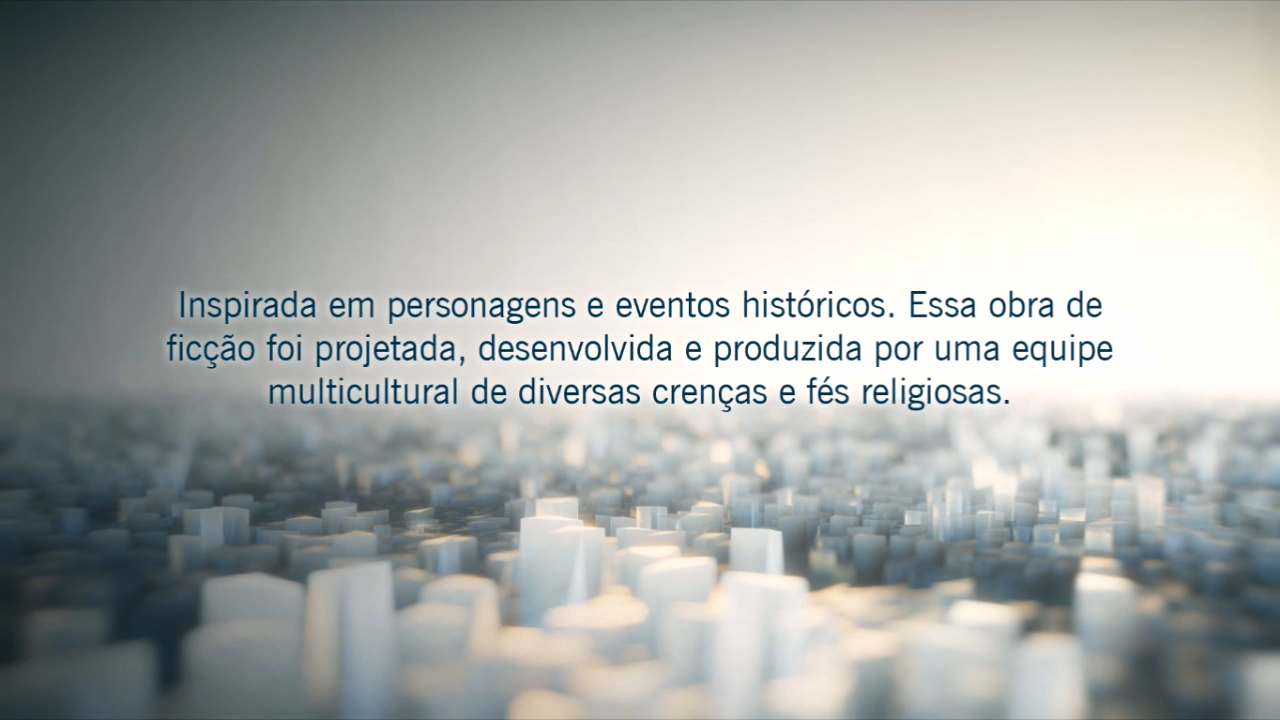 Inspirada em personagens e eventos históricos. Essa obra de
ficção foi projetada, desenvolvida e produzida por uma equipe
multicultural de diversas crenças e fés religiosas.